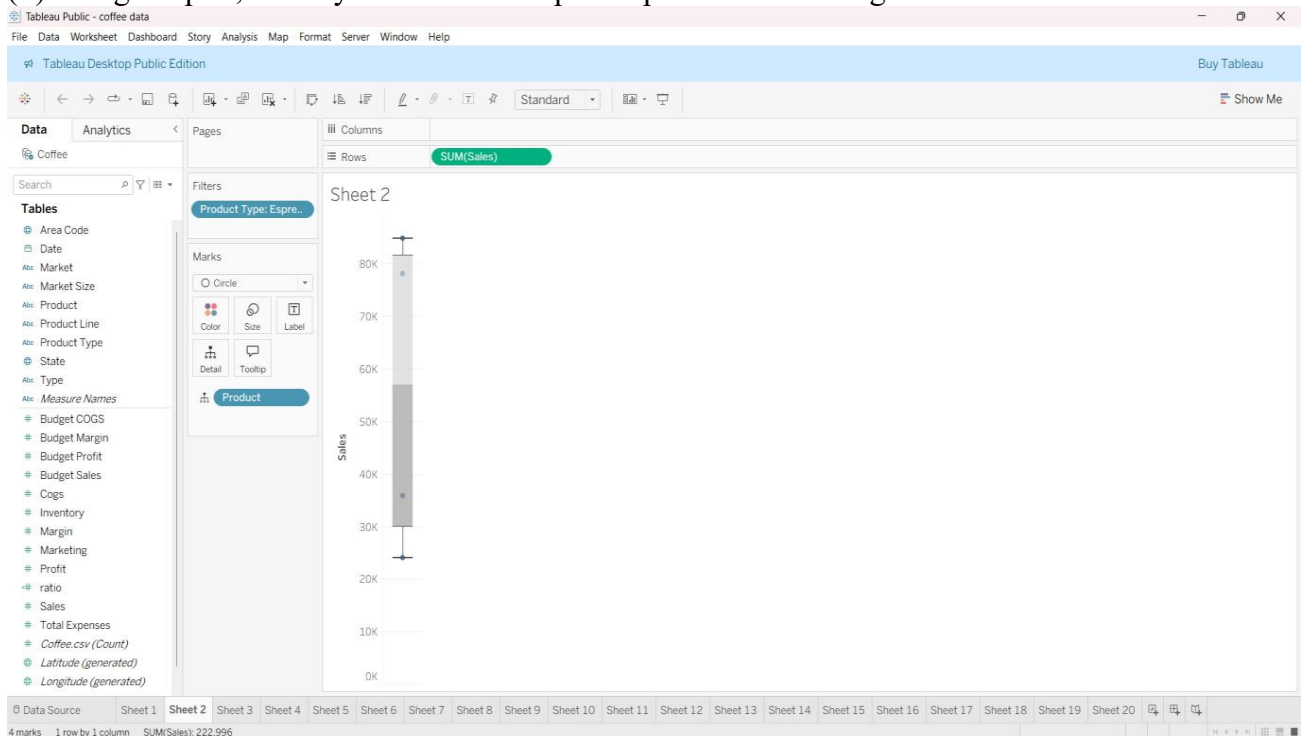 Tableau Public - coffee data
File Data Worksheet Dashboard Story Analysis Map Format Server Window Help
Tableau Desktop Public Edition
Buy Tableau
Standard
Show Me
Data
Analytics
Coffee
Search
Tables
Area Code
Date
Abc Market
Abc Market Size
Abc Product
Abc Product Line
Abc Product Type
State
Abc Type
Abc Measure Names
# Budget COGS
# Budget Margin
# Budget Profit
# Budget Sales
# Cogs
# Inventory
# Margin
# Marketing
# Profit
=# ratio
# Sales
# Total Expenses
# Coffee.csv (Count)
Latitude (generated)
Longitude (generated)
Pages
Filters
Product Type: Espre..
Marks
Circle
Color
Size
Label
Detail
Tooltip
Product
Columns
Rows
SUM(Sales)
Sheet 2
80K
70K
60K
50K
40K
30K
20K
10K
0K
Sales
Data Source Sheet 1 Sheet 2 Sheet 3 Sheet 4 Sheet 5 Sheet 6 Sheet 7 Sheet 8 Sheet 9 Sheet 10 Sheet 11 Sheet 12 Sheet 13 Sheet 14 Sheet 15 Sheet 16 Sheet 17 Sheet 18 Sheet 19 Sheet 20
4 marks 1 row by 1 column SUM(Sales): 222,996